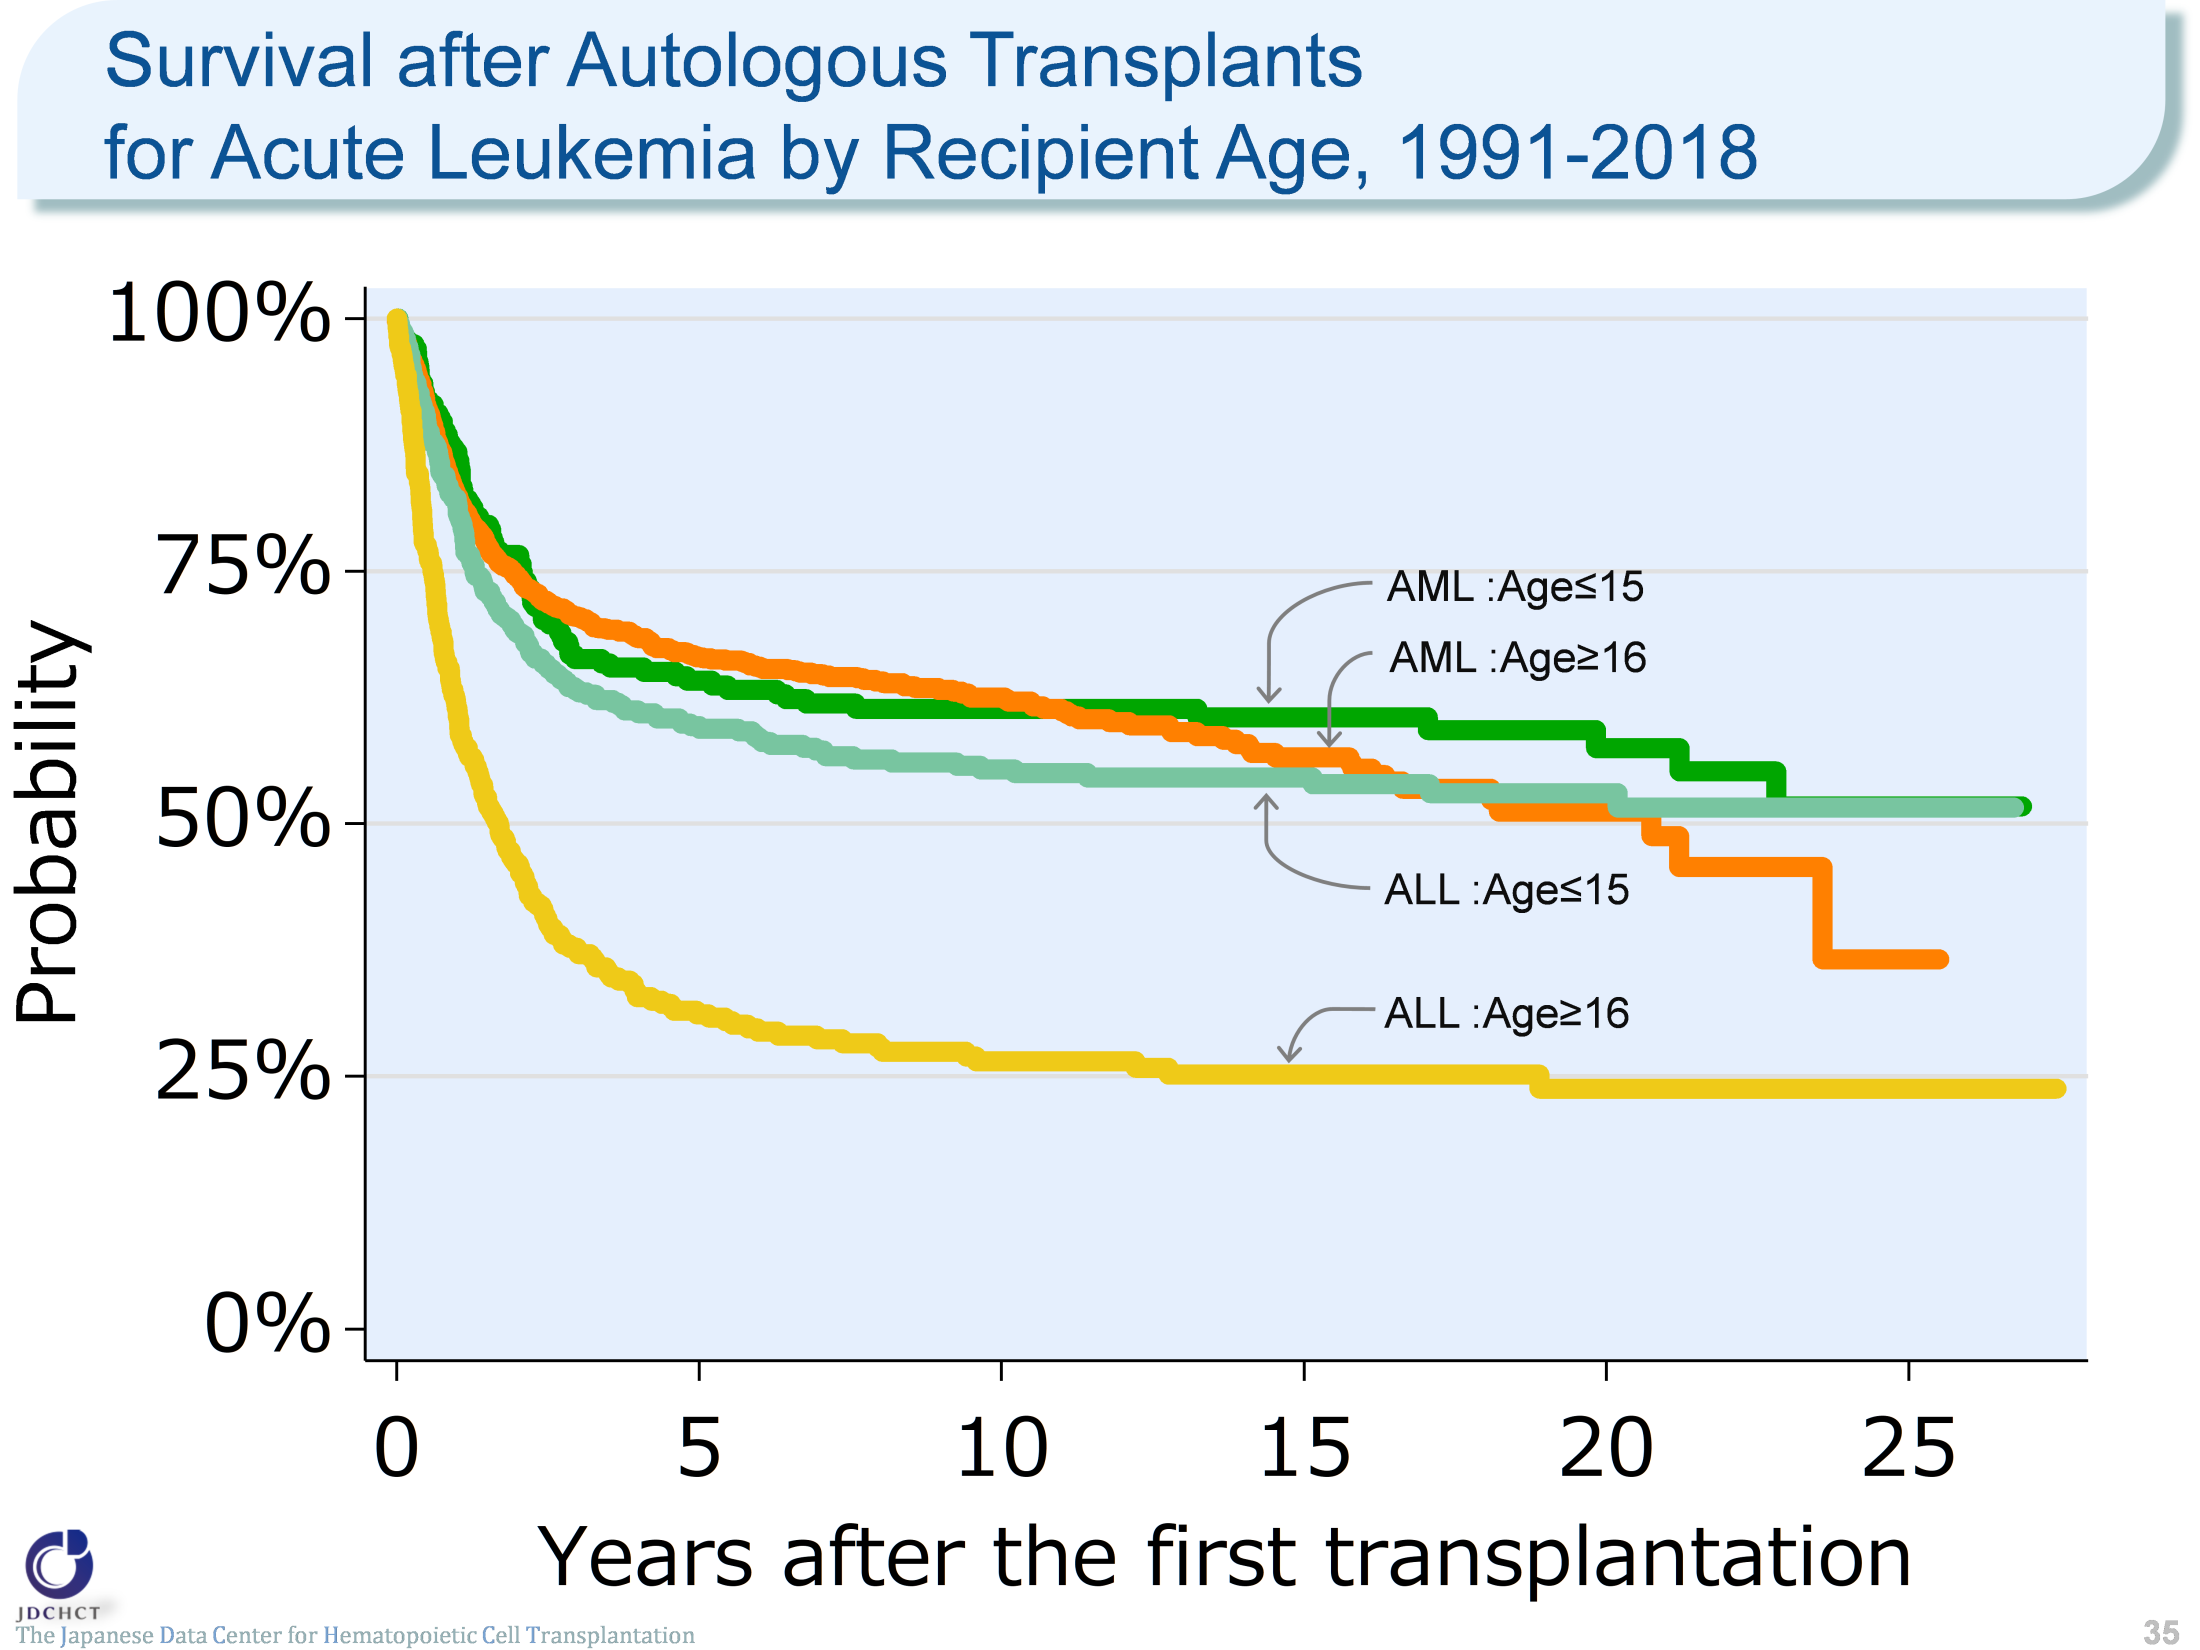 Survival after Autologous Transplants
for Acute Leukemia by Recipient Age, 1991-2018
Probability
100%
75%
50%
25%
0%
AML :Age≤15
AML :Age≥16
ALL :Age≤15
ALL :Age≥16
0 5 10 15 20 25
Years after the first transplantation
JDCHCT
The Japanese Data Center for Hematopoietic Cell Transplantation
35